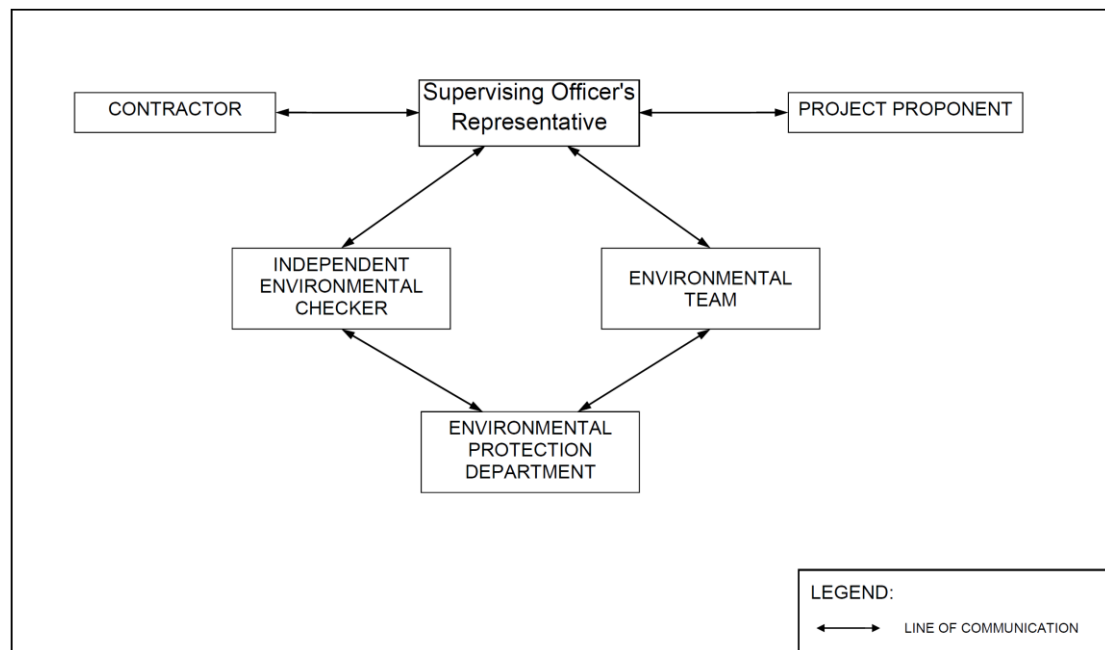 CONTRACTOR
Supervising Officer's
Representative
PROJECT PROPONENT
INDEPENDENT
ENVIRONMENTAL
CHECKER
ENVIRONMENTAL
TEAM
ENVIRONMENTAL
PROTECTION
DEPARTMENT
LEGEND:
LINE OF COMMUNICATION